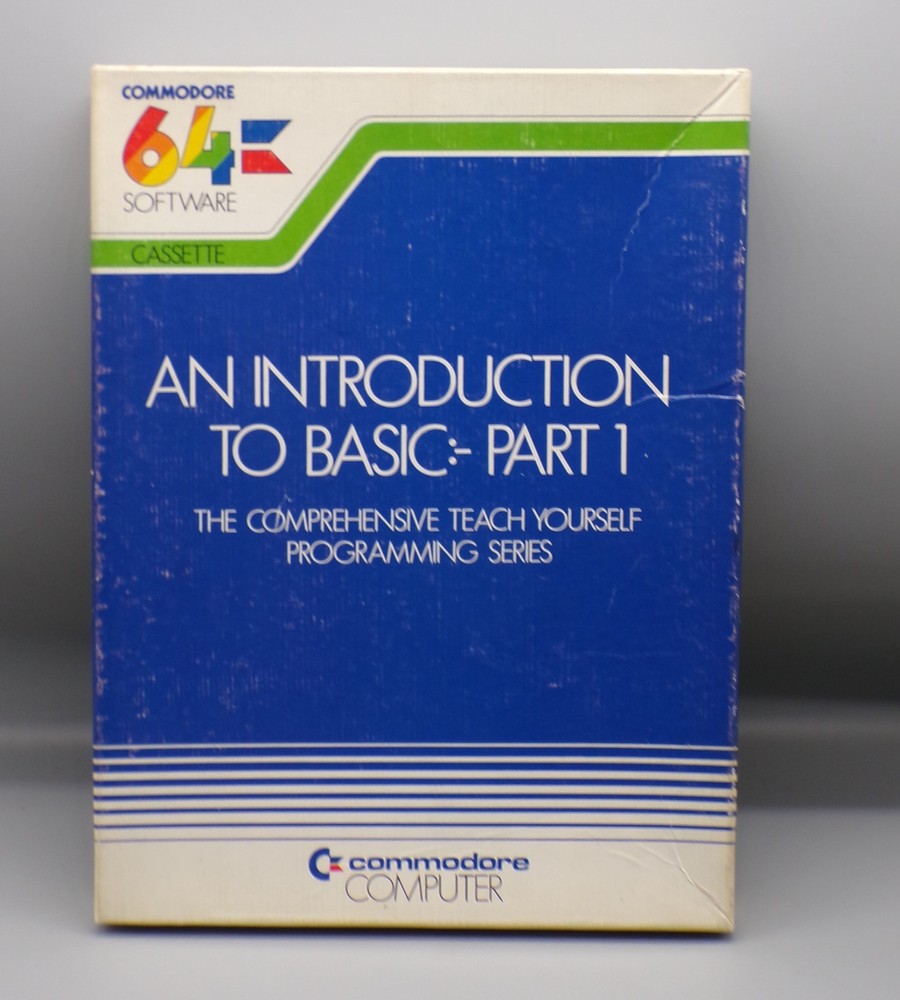 COMMODORE
64
SOFTWARE
CASSETTE
AN INTRODUCTION
TO BASIC:- PART 1
THE COMPREHENSIVE TEACH YOURSELF
PROGRAMMING SERIES
commodore
COMPUTER